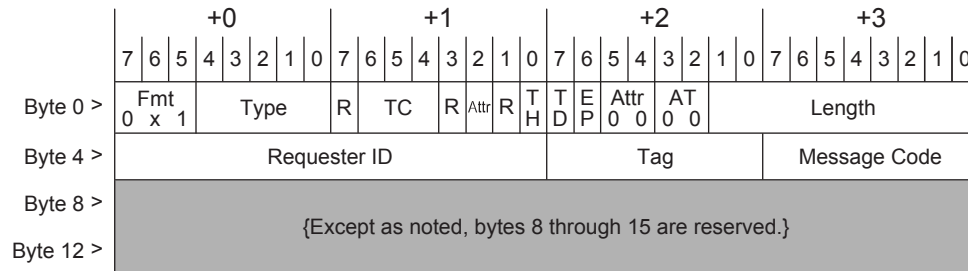 +0 +1 +2 +3
7 6 5 4 3 2 1 0 7 6 5 4 3 2 1 0 7 6 5 4 3 2 1 0 7 6 5 4 3 2 1 0
Byte 0 > Fmt 0 x 1 Type R TC R Attr R T H T D E P Attr 0 0 AT 0 0 Length
Byte 4 > Requester ID Tag Message Code
Byte 8 >
{Except as noted, bytes 8 through 15 are reserved.}
Byte 12 >